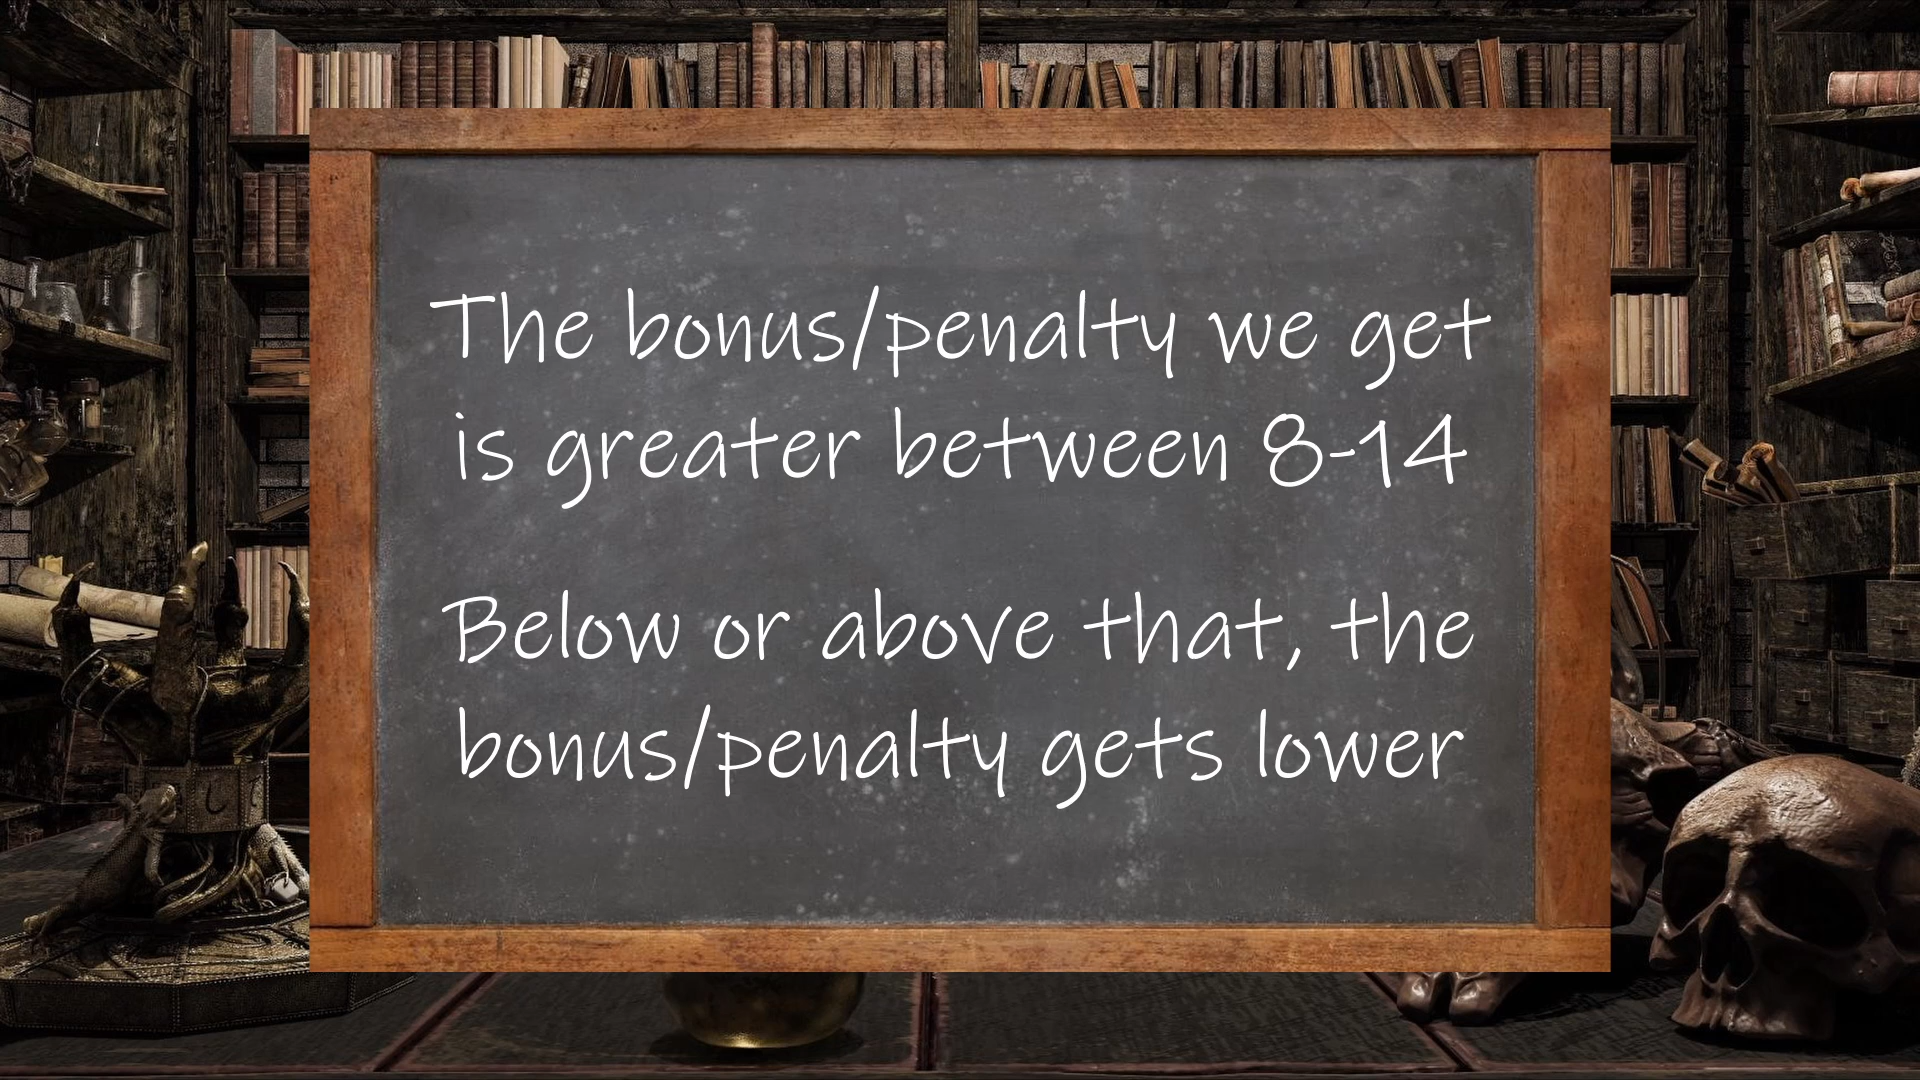 The bonus/penalty we get
is greater between 8-14
Below or above that, the
bonus/penalty gets lower